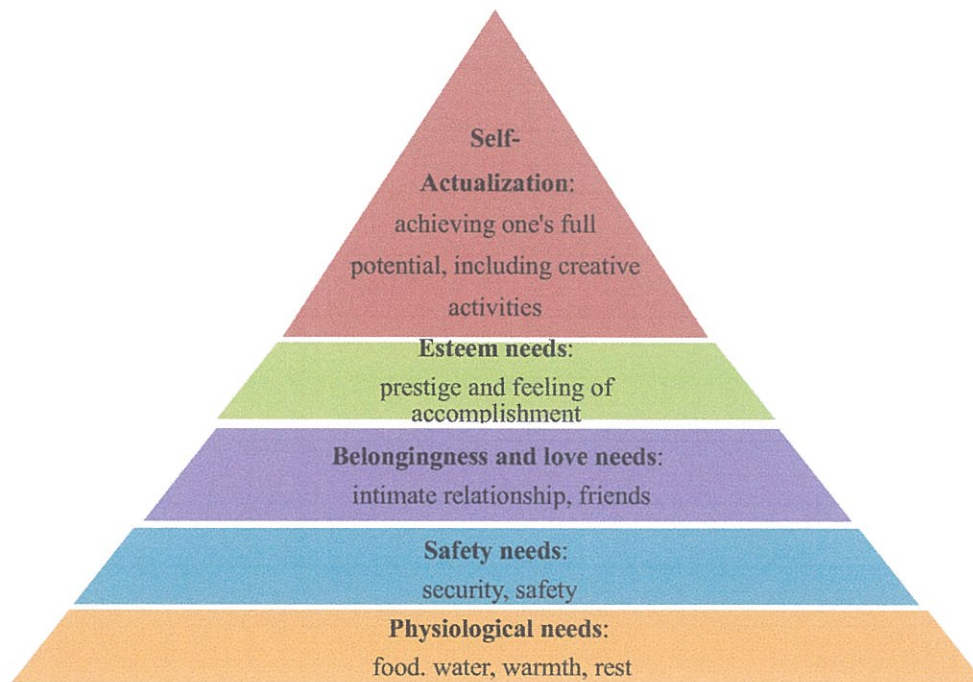 Self-
Actualization:
achieving one's full
potential, including creative
activities
Esteem needs:
prestige and feeling of
accomplishment
Belongingness and love needs:
intimate relationship, friends
Safety needs:
security, safety
Physiological needs:
food. water, warmth, rest